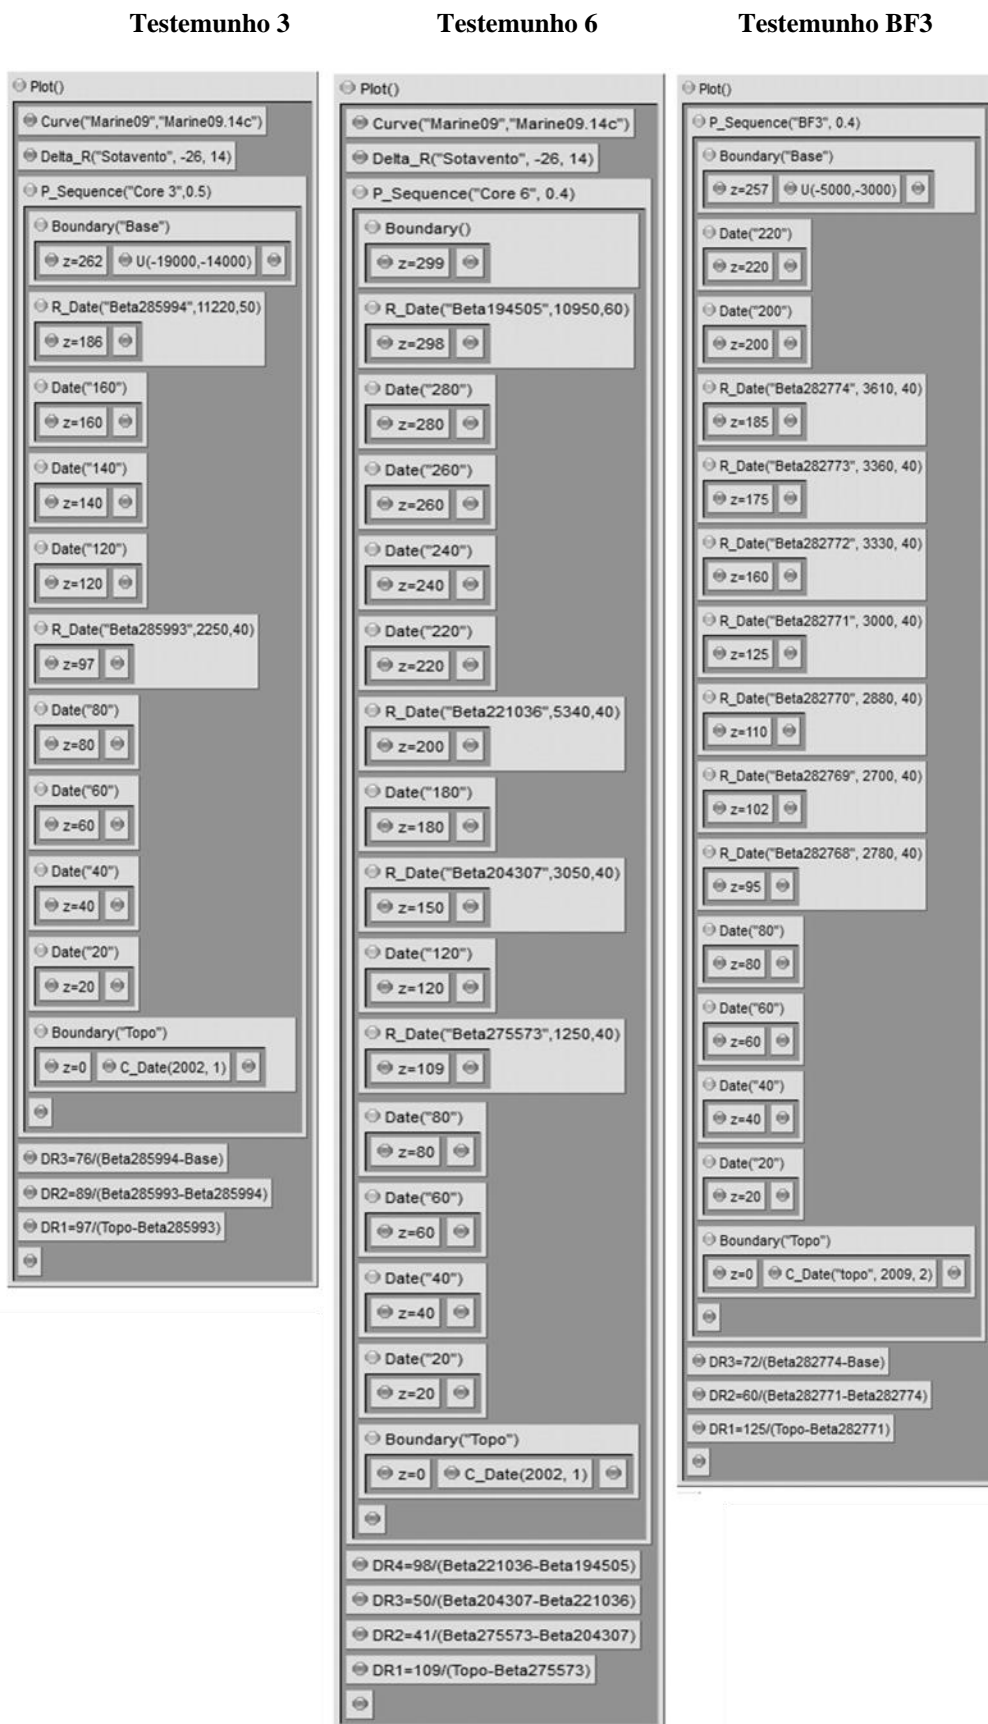 Testemunho 3
Testemunho 6
Testemunho BF3
Plot()
Curve("Marine09","Marine09.14c")
Delta_R("Sotavento", -26, 14)
P_Sequence("Core 3",0.5)
Boundary("Base")
z=262 U(-19000,-14000)
R_Date("Beta285994",11220,50)
z=186
Date("160")
z=160
Date("140")
z=140
Date("120")
z=120
R_Date("Beta285993",2250,40)
z=97
Date("80")
z=80
Date("60")
z=60
Date("40")
z=40
Date("20")
z=20
Boundary("Topo")
z=0 C_Date(2002, 1)
DR3=76/(Beta285994-Base)
DR2=89/(Beta285993-Beta285994)
DR1=97/(Topo-Beta285993)
Plot()
Curve("Marine09","Marine09.14c")
Delta_R("Sotavento", -26, 14)
P_Sequence("Core 6", 0.4)
Boundary()
z=299
R_Date("Beta194505",10950,60)
z=298
Date("280")
z=280
Date("260")
z=260
Date("240")
z=240
Date("220")
z=220
R_Date("Beta221036",5340,40)
z=200
Date("180")
z=180
R_Date("Beta204307",3050,40)
z=150
Date("120")
z=120
R_Date("Beta275573",1250,40)
z=109
Date("80")
z=80
Date("60")
z=60
Date("40")
z=40
Date("20")
z=20
Boundary("Topo")
z=0 C_Date(2002, 1)
DR4=98/(Beta221036-Beta194505)
DR3=50/(Beta204307-Beta221036)
DR2=41/(Beta275573-Beta204307)
DR1=109/(Topo-Beta275573)
Plot()
P_Sequence("BF3", 0.4)
Boundary("Base")
z=257 U(-5000,-3000)
Date("220")
z=220
Date("200")
z=200
R_Date("Beta282774", 3610, 40)
z=185
R_Date("Beta282773", 3360, 40)
z=175
R_Date("Beta282772", 3330, 40)
z=160
R_Date("Beta282771", 3000, 40)
z=125
R_Date("Beta282770", 2880, 40)
z=110
R_Date("Beta282769", 2700, 40)
z=102
R_Date("Beta282768", 2780, 40)
z=95
Date("80")
z=80
Date("60")
z=60
Date("40")
z=40
Date("20")
z=20
Boundary("Topo")
z=0 C_Date("topo", 2009, 2)
DR3=72/(Beta282774-Base)
DR2=60/(Beta282771-Beta282774)
DR1=125/(Topo-Beta282771)